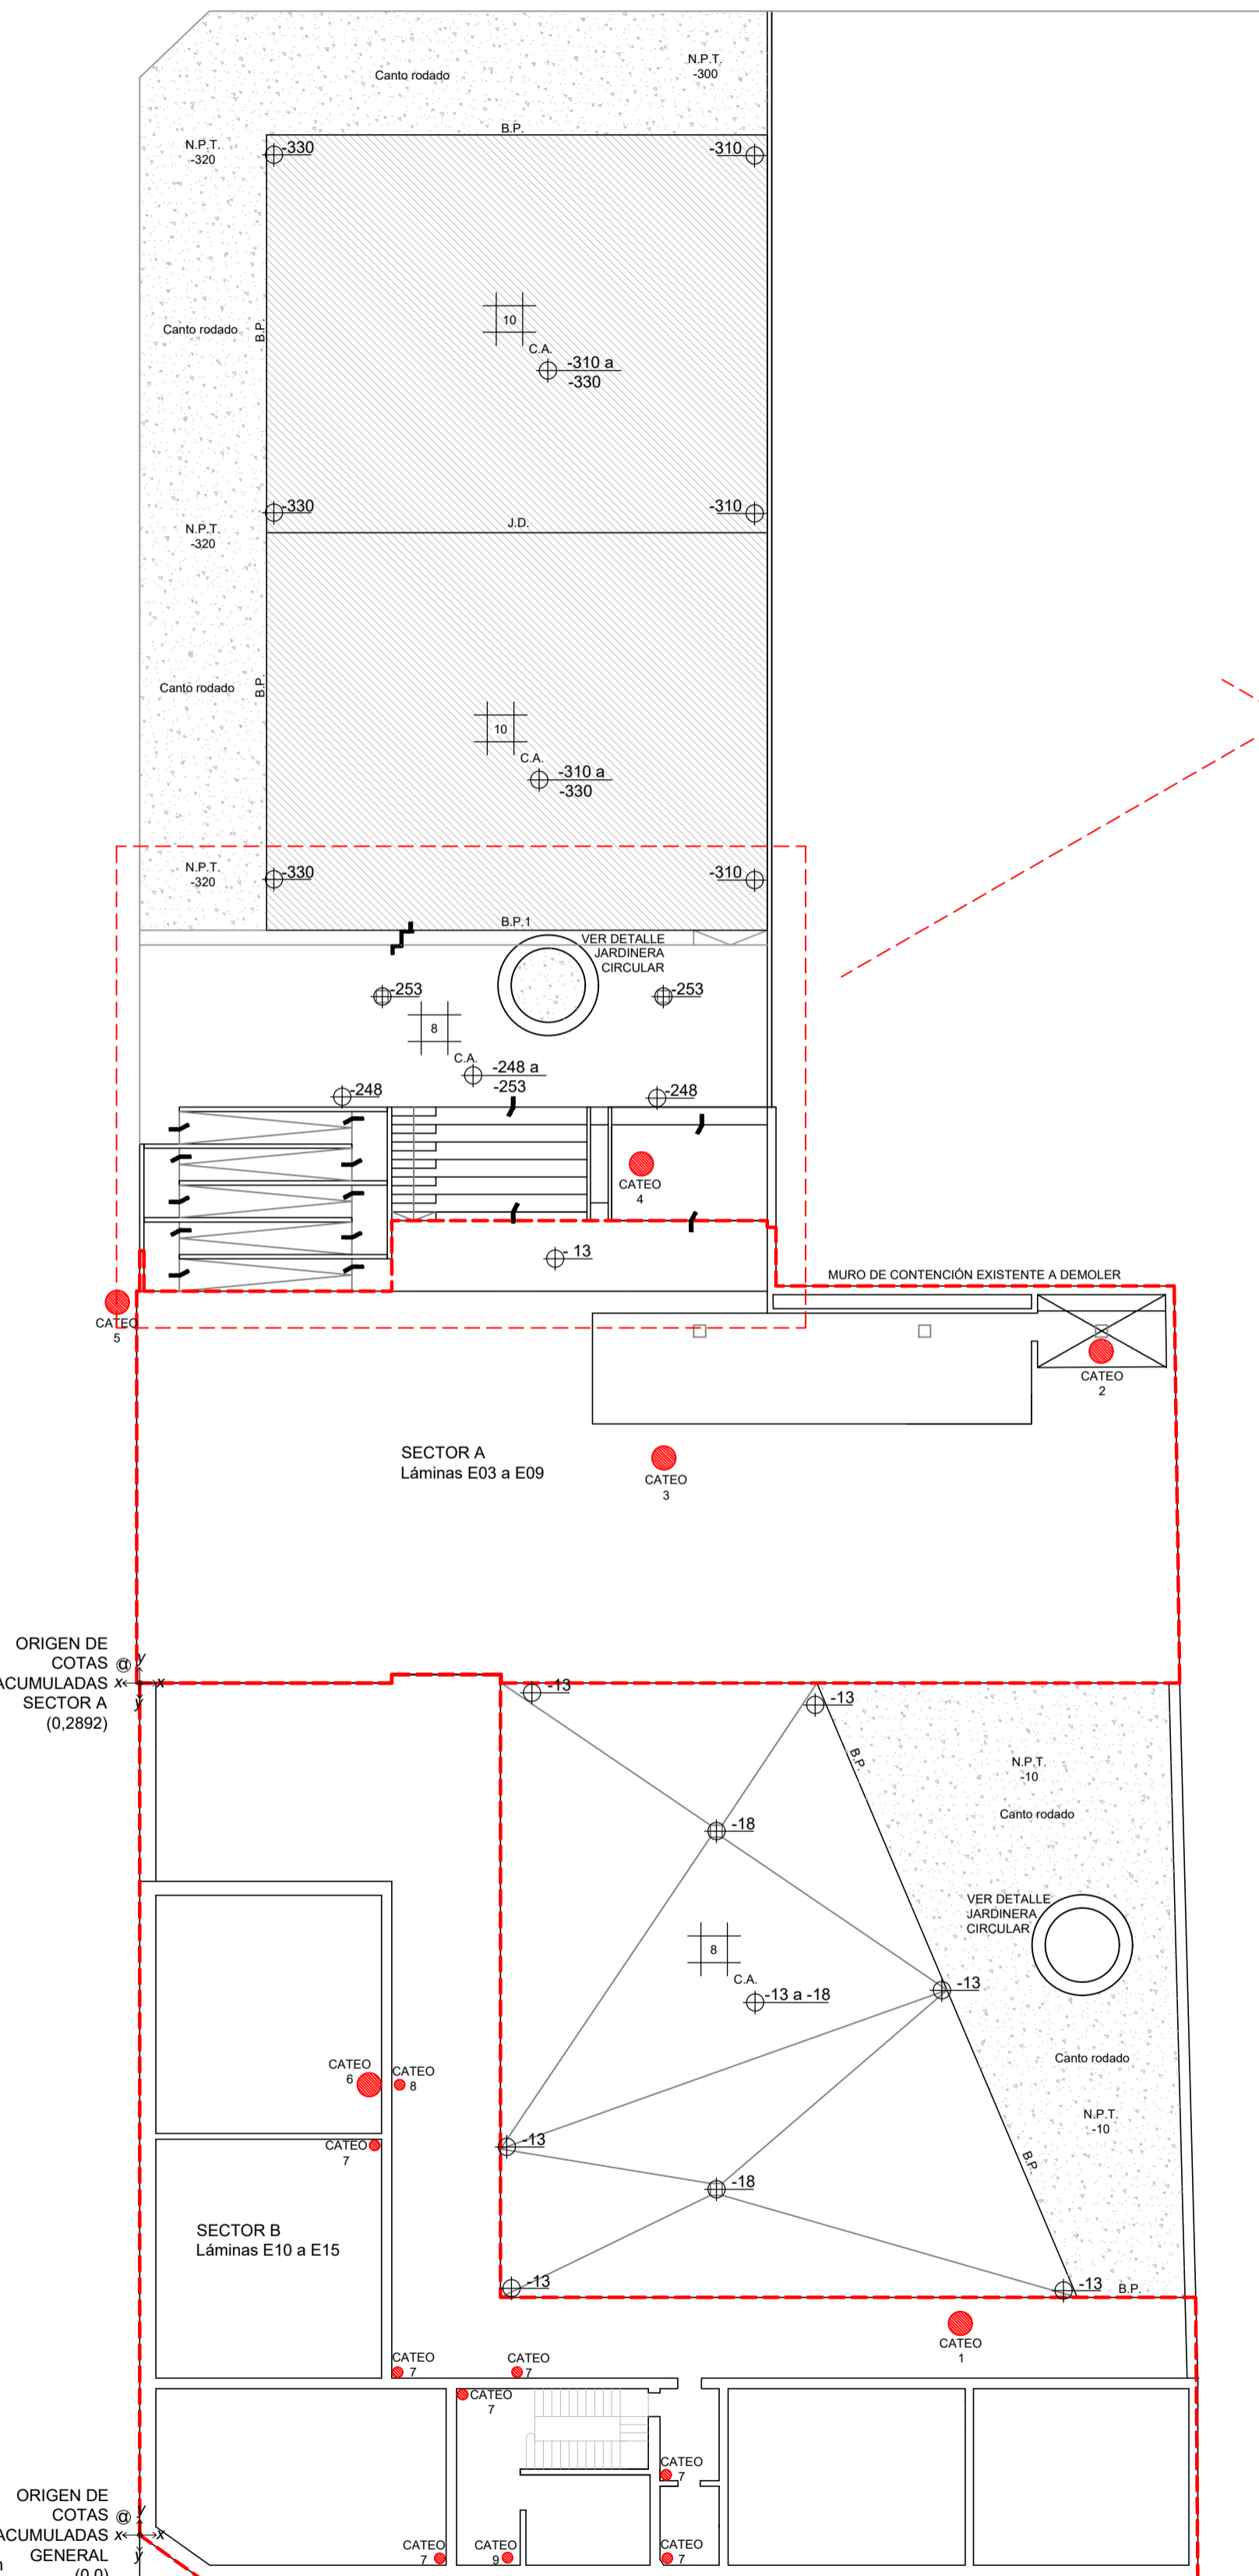 Canto rodado
N.P.T.
-300
B.P.
N.P.T.
-320
-330
-310
10
C.A.
-310 a
-330
Canto rodado
B.P.
-330
-310
N.P.T.
-320
J.D.
Canto rodado
B.P.
10
C.A.
-310 a
-330
N.P.T.
-320
-330
-310
B.P.1
VER DETALLE
JARDINERA
CIRCULAR
-253
-253
8
C.A.
-248 a
-253
-248
-248
CATEO
4
- 13
MURO DE CONTENCIÓN EXISTENTE A DEMOLER
CATEO
5
CATEO
2
SECTOR A
Láminas E03 a E09
CATEO
3
ORIGEN DE
COTAS @
ACUMULADAS
SECTOR A
(0,2892)
y
x
x
y
-13
-13
B.P.
N.P.T.
-10
Canto rodado
-18
VER DETALLE
JARDINERA
CIRCULAR
8
C.A.
-13 a -18
-13
Canto rodado
CATEO
6
CATEO
8
N.P.T.
-10
CATEO
7
-13
B.P.
-18
SECTOR B
Láminas E10 a E15
-13
-13
B.P.
CATEO
1
CATEO
7
CATEO
7
CATEO
7
CATEO
7
ORIGEN DE
COTAS @
ACUMULADAS
GENERAL
(0,0)
y
x
x
y
CATEO
7
CATEO
9
CATEO
7